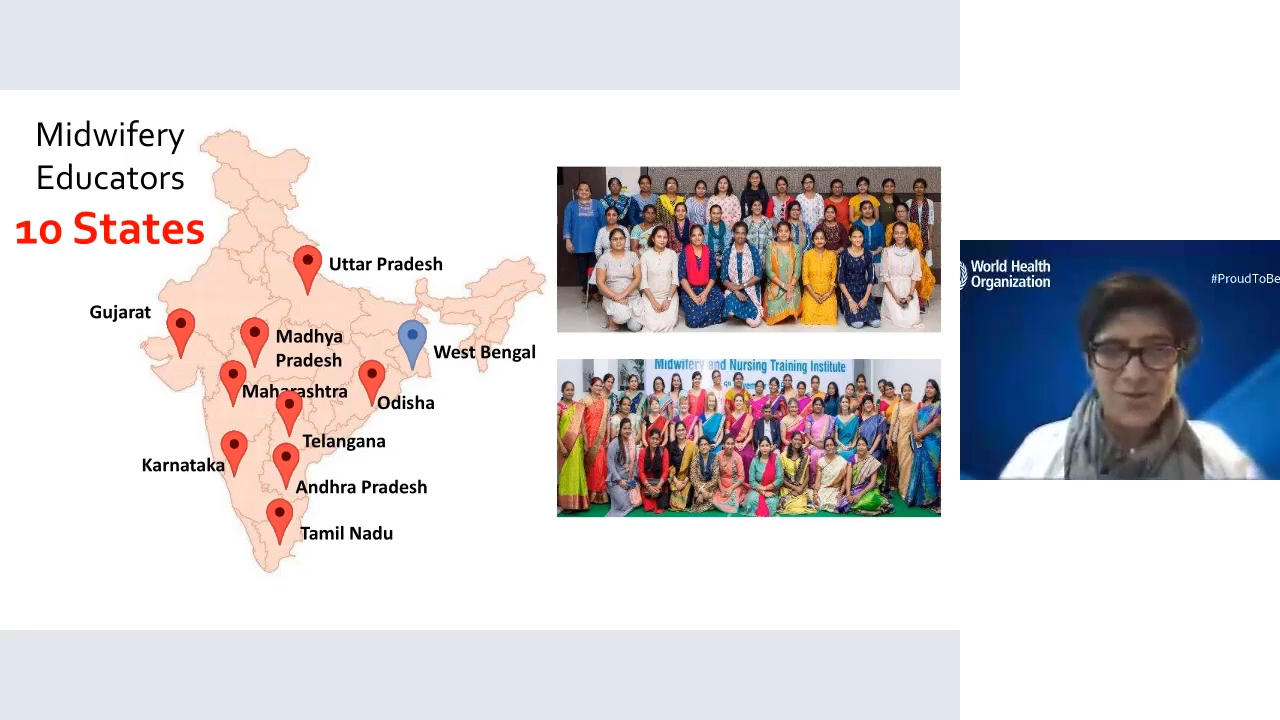 Midwifery
Educators
10 States
Uttar Pradesh
Gujarat
Madhya
Pradesh
West Bengal
Maharashtra
Odisha
Telangana
Karnataka
Andhra Pradesh
Tamil Nadu
Midwifery and Nursing Training Institute
World Health
Organization
#ProudToBe